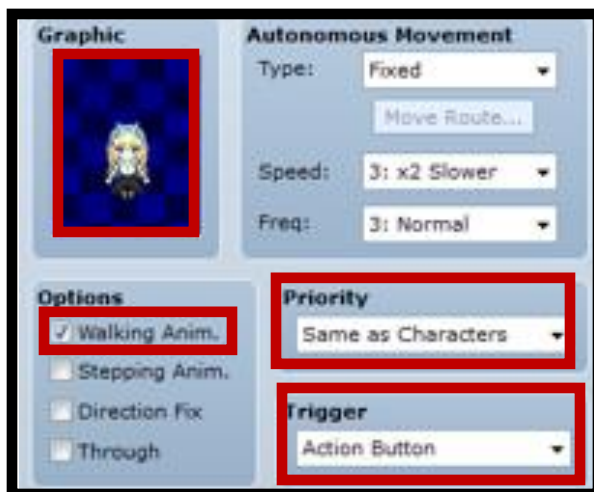 Graphic
Autonomous Movement
Type: Fixed
Move Route...
Speed: 3: x2 Slower
Freq: 3: Normal
Options
Walking Anim.
Stepping Anim.
Direction Fix
Through
Priority
Same as Characters
Trigger
Action Button